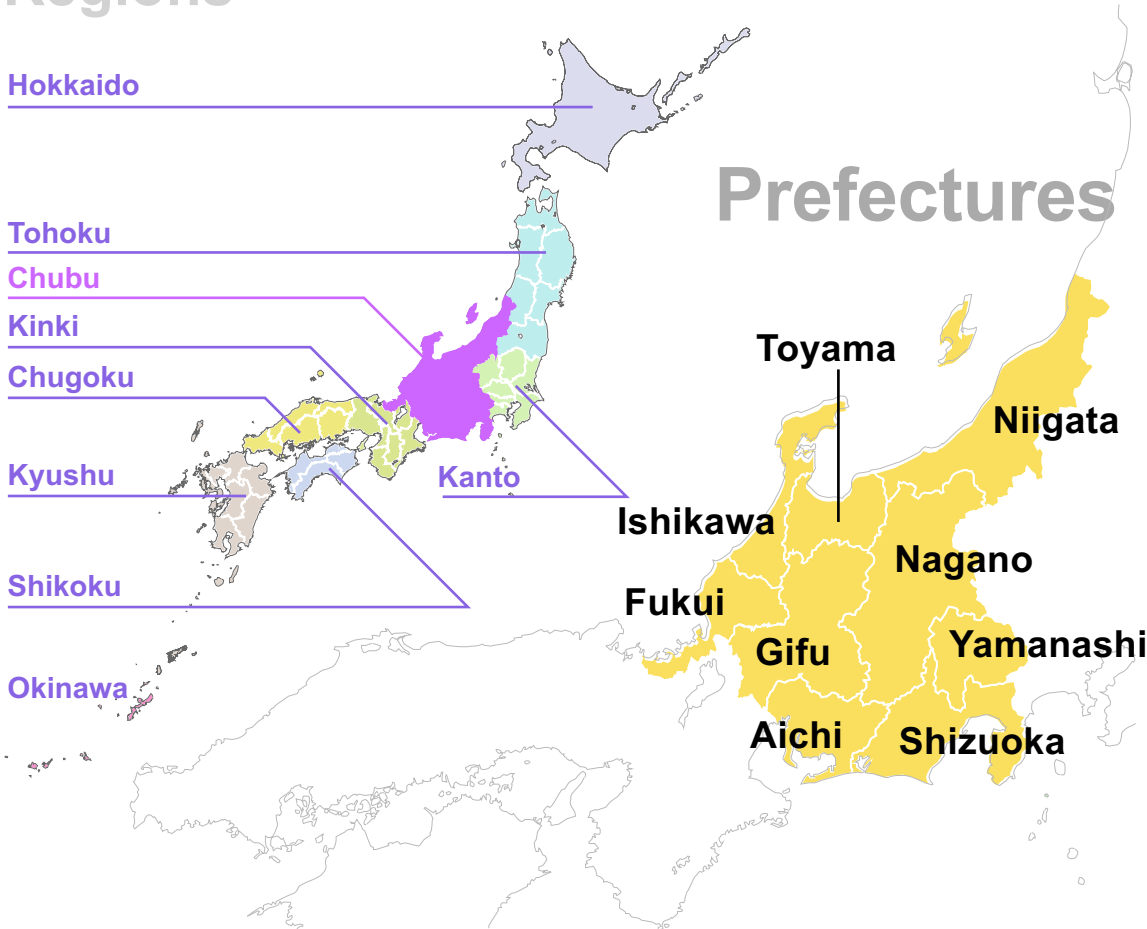 Regions
Hokkaido
Prefectures
Tohoku
Chubu
Kinki
Chugoku
Kyushu
Kanto
Shikoku
Okinawa
Toyama
Niigata
Ishikawa
Nagano
Fukui
Gifu
Yamanashi
Aichi
Shizuoka